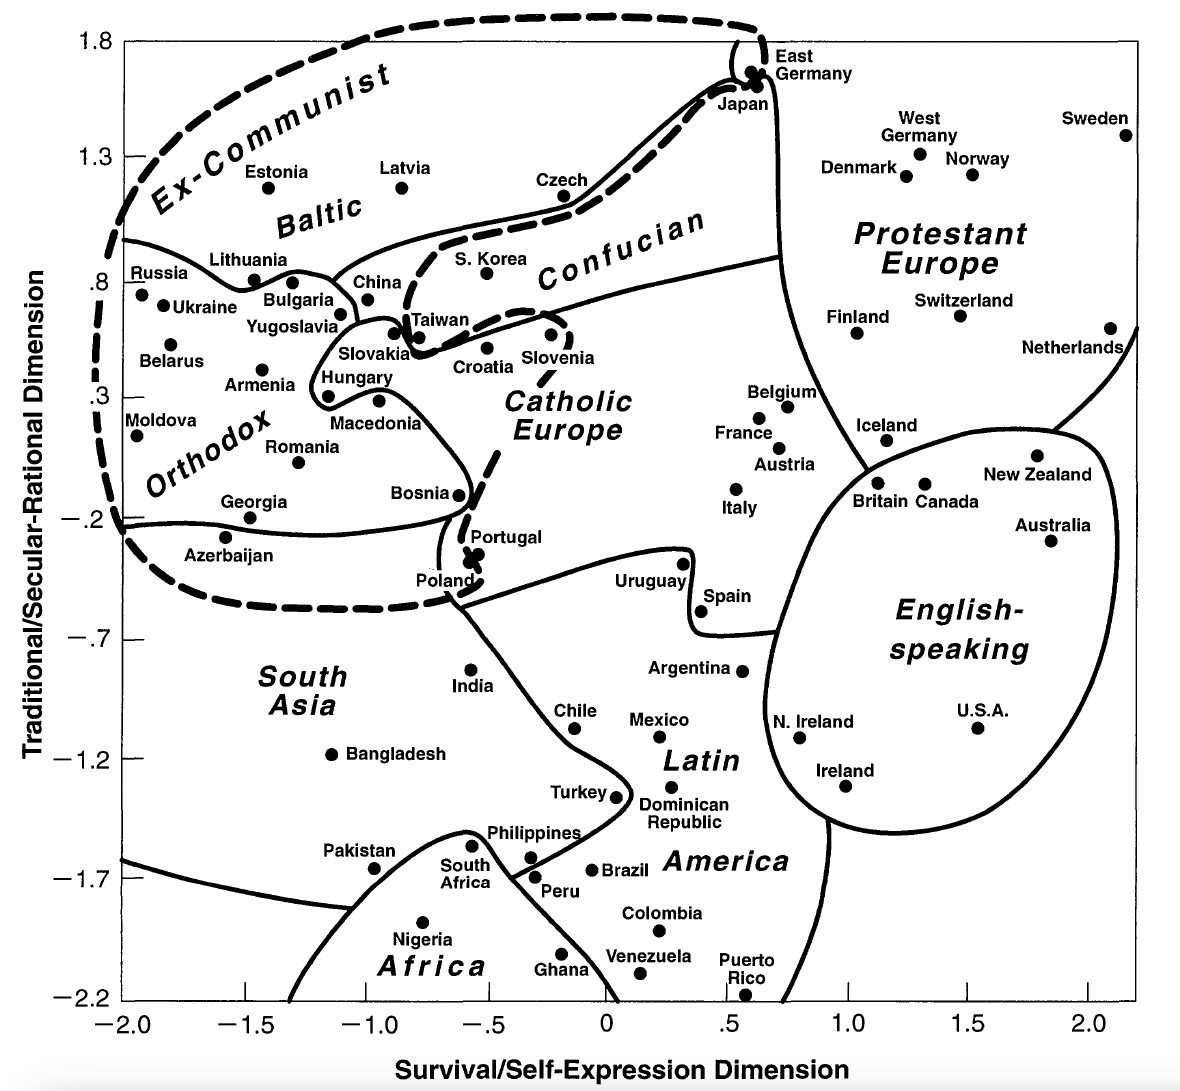 1.8
1.3
.8
.3
−.2
−.7
−1.2
−1.7
−2.2
Traditional/Secular-Rational Dimension
Ex-Communist
East
Germany
Japan
Sweden
West
Germany
Denmark
Norway
Estonia
Latvia
Czech
Baltic
Confucian
Protestant
Europe
Lithuania
S. Korea
Russia
China
Bulgaria
Ukraine
Switzerland
Taiwan
Yugoslavia
Finland
Slovakia
Netherlands
Belarus
Croatia
Slovenia
Armenia
Hungary
Belgium
Catholic
Europe
Moldova
Macedonia
France
Iceland
Orthodox
Romania
Austria
New Zealand
Bosnia
Italy
Britain
Canada
Georgia
Australia
Azerbaijan
Portugal
Poland
Uruguay
Spain
English-
speaking
South
Asia
India
Argentina
Chile
Mexico
N. Ireland
U.S.A.
Bangladesh
Latin
Ireland
Turkey
Dominican
Republic
Philippines
Pakistan
South
Africa
America
Brazil
Peru
Colombia
Nigeria
Venezuela
Africa
Ghana
Puerto
Rico
−2.0
−1.5
−1.0
−.5
0
.5
1.0
1.5
2.0
Survival/Self-Expression Dimension